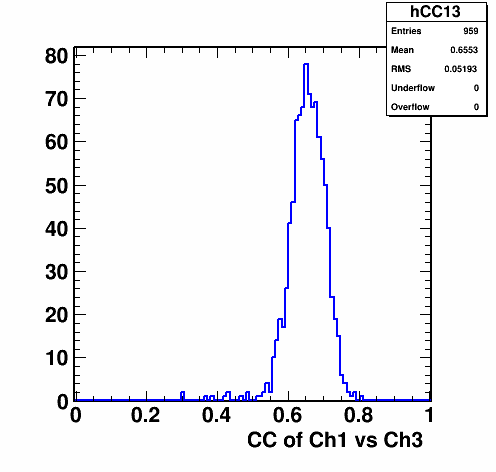 hCC13
Entries 959
Mean 0.6553
RMS 0.05193
Underflow 0
Overflow 0
80
70
60
50
40
30
20
10
0
0 0.2 0.4 0.6 0.8 1
CC of Ch1 vs Ch3